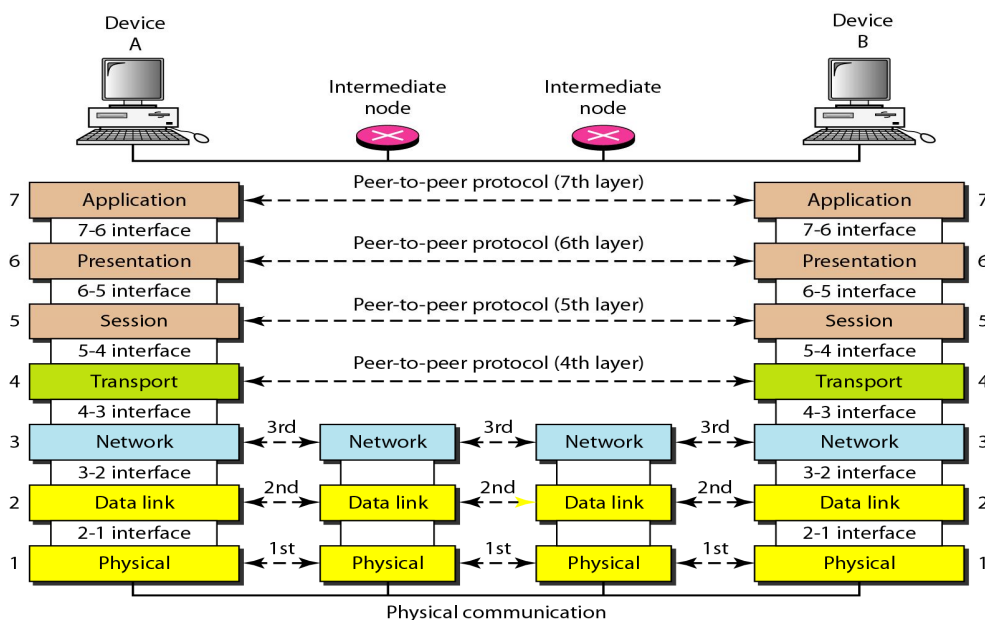 Device
A
Device
B
Intermediate
node
Intermediate
node
Peer-to-peer protocol (7th layer)
7 Application Application 7
7-6 interface 7-6 interface
Peer-to-peer protocol (6th layer)
6 Presentation Presentation 6
6-5 interface 6-5 interface
Peer-to-peer protocol (5th layer)
5 Session Session 5
5-4 interface 5-4 interface
Peer-to-peer protocol (4th layer)
4 Transport Transport 4
4-3 interface 4-3 interface
3 Network 3rd Network 3rd Network 3rd Network 3
3-2 interface 3-2 interface
2 Data link 2nd Data link 2nd Data link 2nd Data link 2
2-1 interface 2-1 interface
1 Physical 1st Physical 1st Physical 1st Physical 1
Physical communication